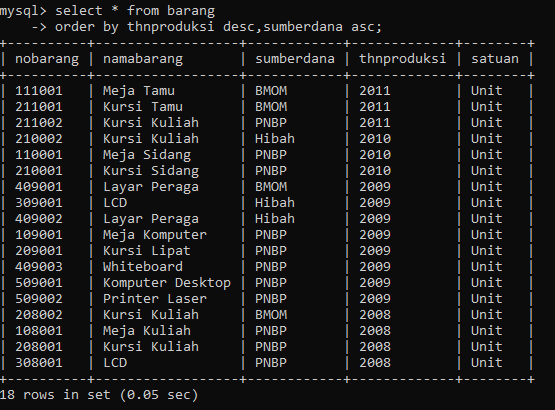 mysql> select * from barang
    -> order by thnproduksi desc,sumberdana asc;
+----------+------------------+------------+-------------+--------+
| nobarang | namabarang       | sumberdana | thnproduksi | satuan |
+----------+------------------+------------+-------------+--------+
| 111001   | Meja Tamu        | BMOM       | 2011        | Unit   |
| 211001   | Kursi Tamu       | BMOM       | 2011        | Unit   |
| 211002   | Kursi Kuliah     | PNBP       | 2011        | Unit   |
| 210002   | Kursi Kuliah     | Hibah      | 2010        | Unit   |
| 110001   | Meja Sidang      | PNBP       | 2010        | Unit   |
| 210001   | Kursi Sidang     | PNBP       | 2010        | Unit   |
| 409001   | Layar Peraga     | BMOM       | 2009        | Unit   |
| 309001   | LCD              | Hibah      | 2009        | Unit   |
| 409002   | Layar Peraga     | Hibah      | 2009        | Unit   |
| 109001   | Meja Komputer    | PNBP       | 2009        | Unit   |
| 209001   | Kursi Lipat      | PNBP       | 2009        | Unit   |
| 409003   | Whiteboard       | PNBP       | 2009        | Unit   |
| 509001   | Komputer Desktop | PNBP       | 2009        | Unit   |
| 509002   | Printer Laser    | PNBP       | 2009        | Unit   |
| 208002   | Kursi Kuliah     | BMOM       | 2008        | Unit   |
| 108001   | Meja Kuliah      | PNBP       | 2008        | Unit   |
| 208001   | Kursi Kuliah     | PNBP       | 2008        | Unit   |
| 308001   | LCD              | PNBP       | 2008        | Unit   |
+----------+------------------+------------+-------------+--------+
18 rows in set (0.05 sec)